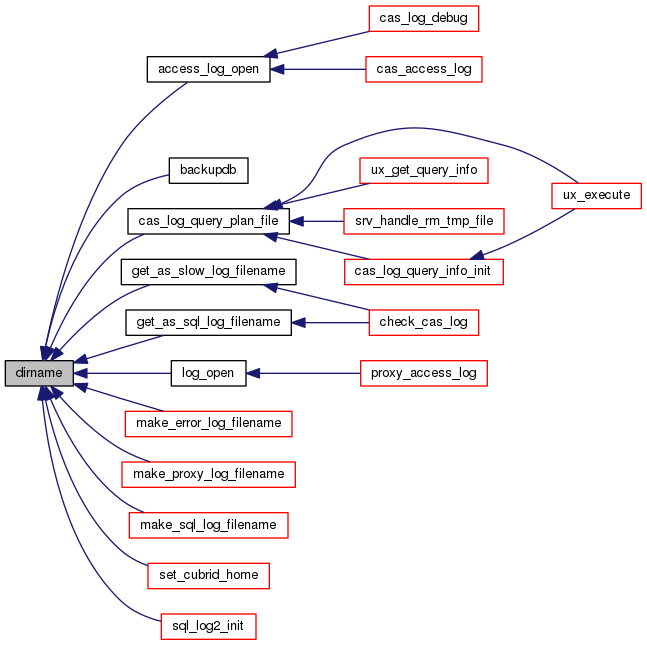 cas_log_debug
access_log_open
cas_access_log
backupdb
ux_get_query_info
ux_execute
cas_log_query_plan_file
srv_handle_rm_tmp_file
get_as_slow_log_filename
cas_log_query_info_init
get_as_sql_log_filename
check_cas_log
dirname
log_open
proxy_access_log
make_error_log_filename
make_proxy_log_filename
make_sql_log_filename
set_cubrid_home
sql_log2_init